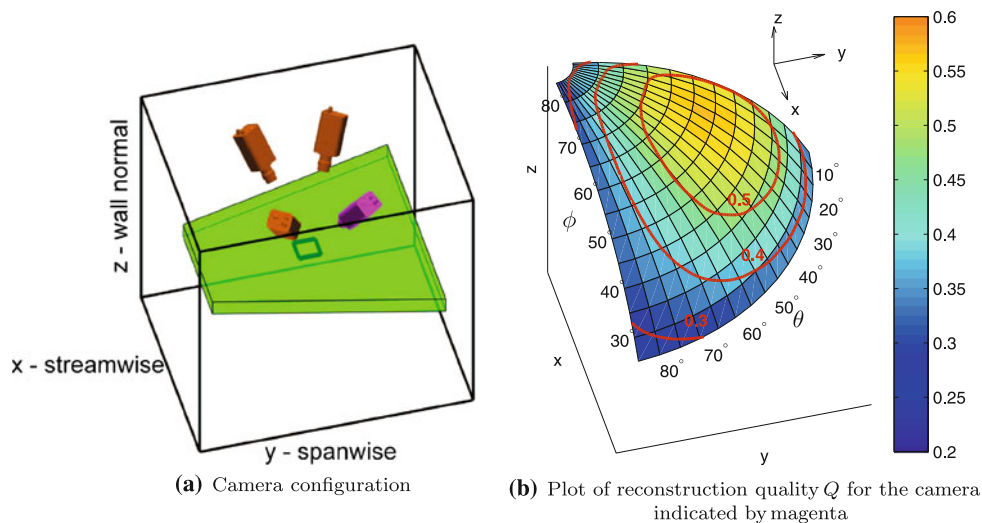 z - wall normal
x - streamwise
y - spanwise
(a) Camera configuration
z
y
x
80
70
60
50
40
30
ϕ
z
x
y
10°
20°
30°
40°
50°
60°
70°
80°
θ
0.5
0.4
0.3
0.6
0.55
0.5
0.45
0.4
0.35
0.3
0.25
0.2
(b) Plot of reconstruction quality Q for the camera
indicated by magenta